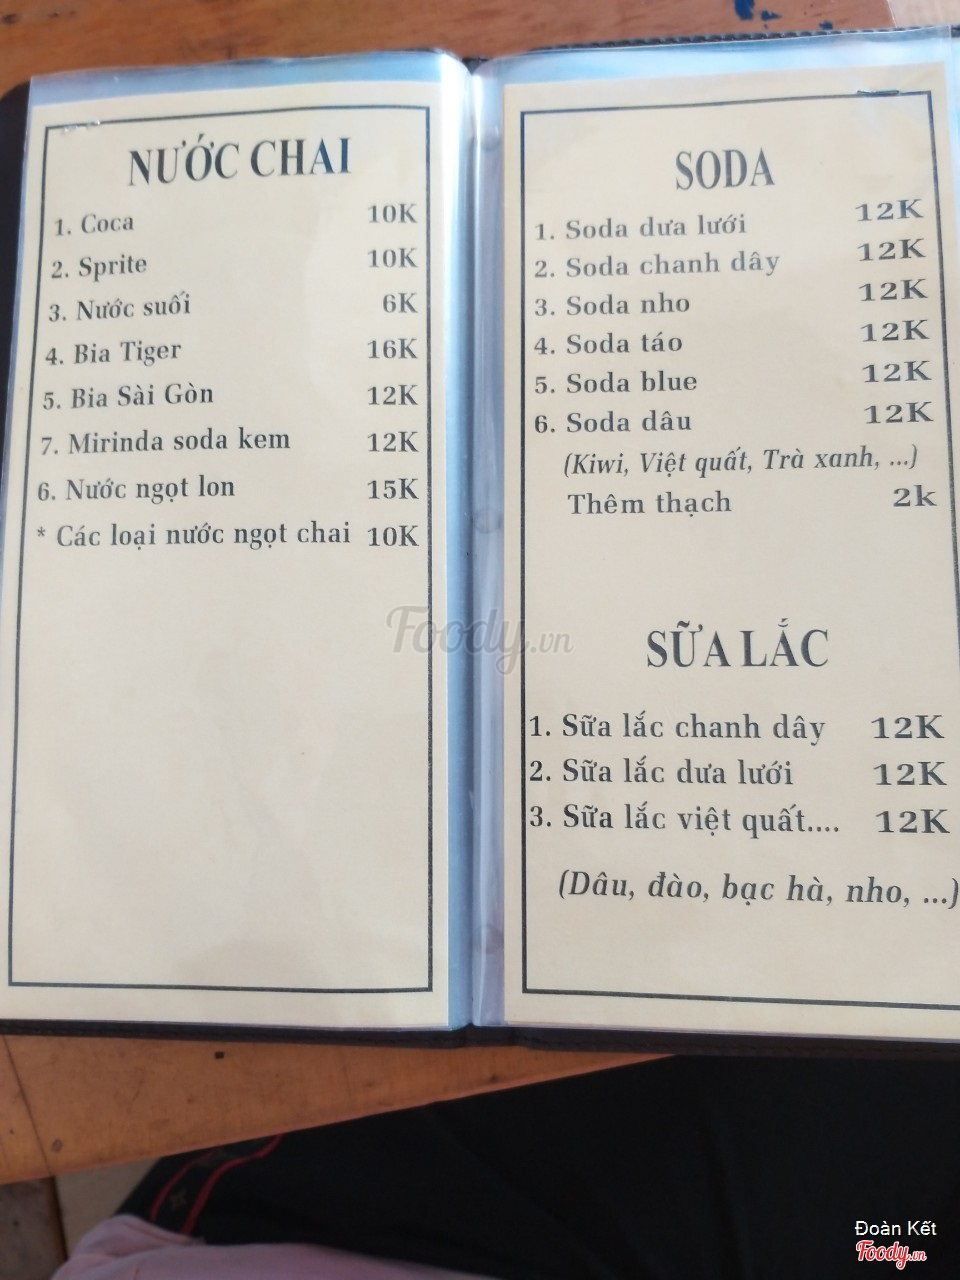 NƯỚC CHAI
1. Coca 10K
2. Sprite 10K
3. Nước suối 6K
4. Bia Tiger 16K
5. Bia Sài Gòn 12K
7. Mirinda soda kem 12K
6. Nước ngọt lon 15K
* Các loại nước ngọt chai 10K
SODA
1. Soda dưa lưới 12K
2. Soda chanh dây 12K
3. Soda nho 12K
4. Soda táo 12K
5. Soda blue 12K
6. Soda dâu 12K
(Kiwi, Việt quất, Trà xanh, ...)
Thêm thạch 2k
SỮA LẮC
1. Sữa lắc chanh dây 12K
2. Sữa lắc dưa lưới 12K
3. Sữa lắc việt quất.... 12K
(Dâu, đào, bạc hà, nho, ...)
Foody.vn
Đoàn Kết
Foody.vn